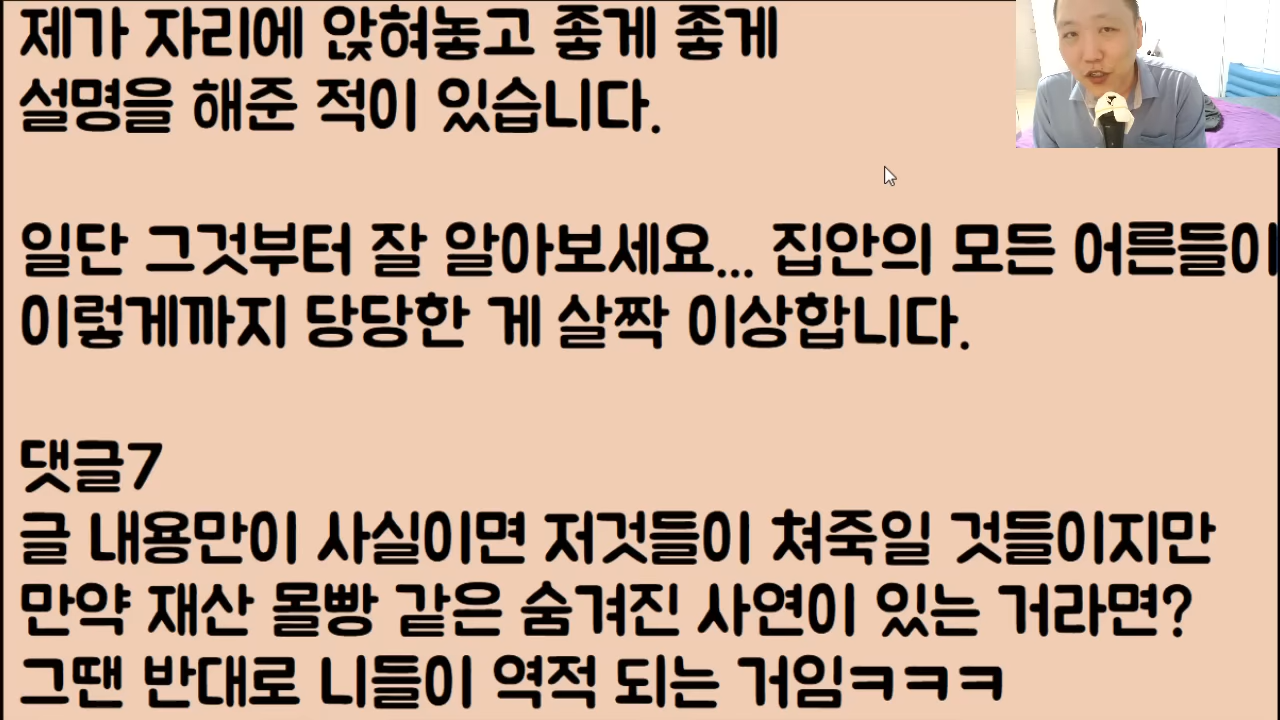 제가 자리에 앉혀놓고 좋게 좋게
설명을 해준 적이 있습니다.
일단 그것부터 잘 알아보세요... 집안의 모든 어른들이
이렇게까지 당당한 게 살짝 이상합니다.
댓글7
글 내용만이 사실이면 저것들이 쳐죽일 것들이지만
만약 재산 몰빵 같은 숨겨진 사연이 있는 거라면?
그땐 반대로 니들이 역적 되는 거임ㅋㅋㅋ